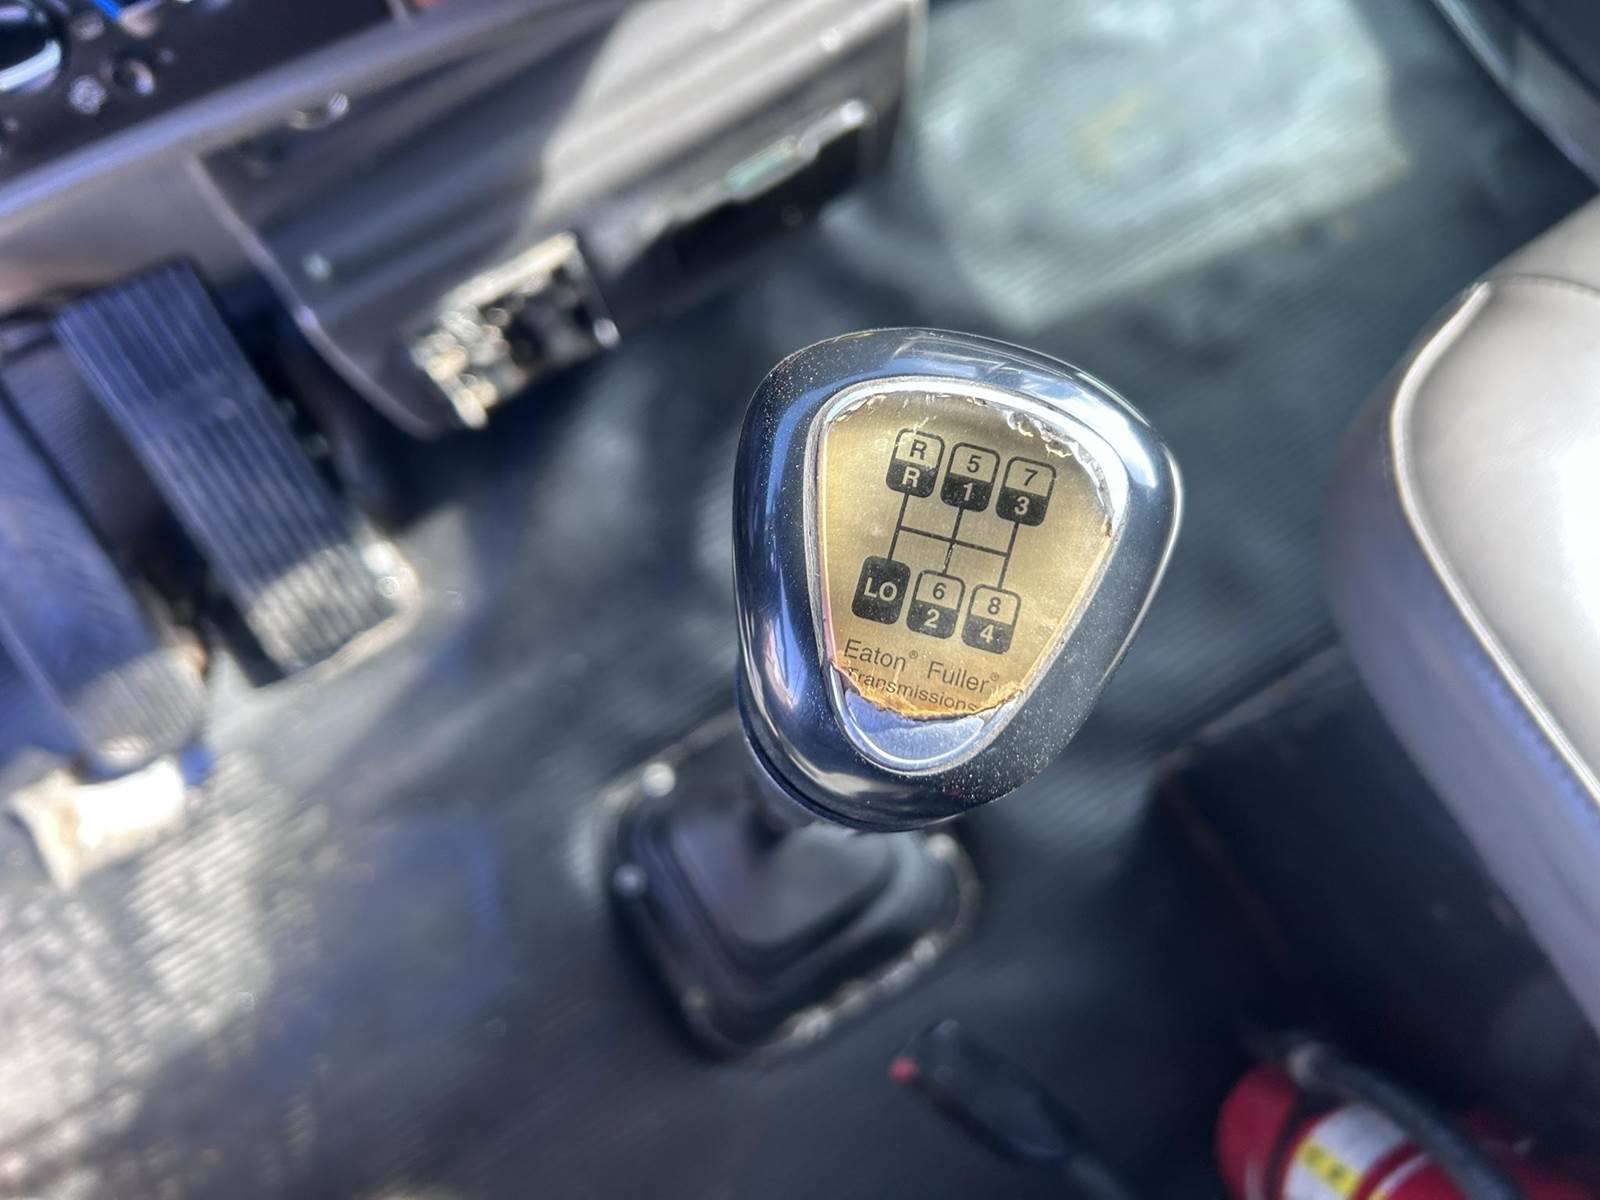 R 5 7
R 1 3
LO 6 8
2 4
Eaton® Fuller®
Transmissions